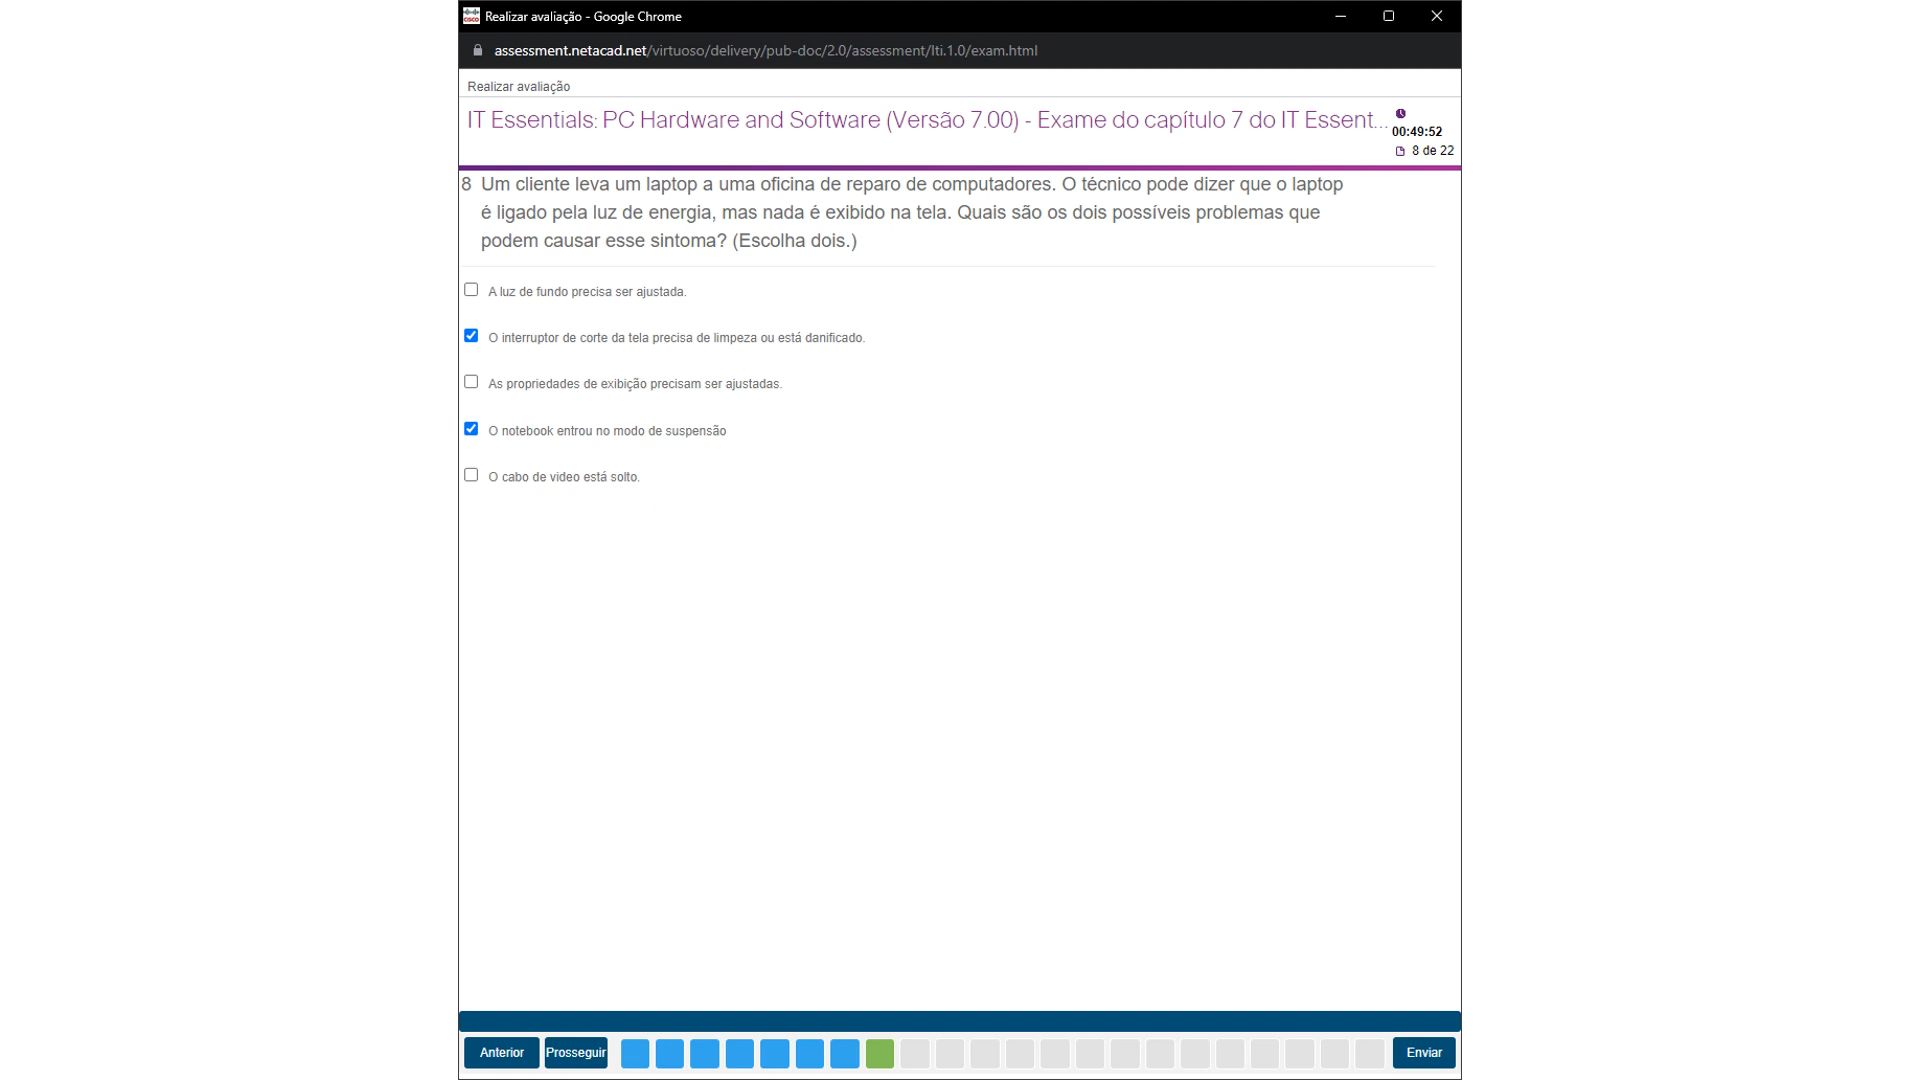 Realizar avaliação - Google Chrome
assessment.netacad.net/virtuoso/delivery/pub-doc/2.0/assessment/lti.1.0/exam.html
Realizar avaliação
IT Essentials: PC Hardware and Software (Versão 7.00) - Exame do capítulo 7 do IT Essent...
00:49:52
8 de 22
8 Um cliente leva um laptop a uma oficina de reparo de computadores. O técnico pode dizer que o laptop
é ligado pela luz de energia, mas nada é exibido na tela. Quais são os dois possíveis problemas que
podem causar esse sintoma? (Escolha dois.)
A luz de fundo precisa ser ajustada.
O interruptor de corte da tela precisa de limpeza ou está danificado.
As propriedades de exibição precisam ser ajustadas.
O notebook entrou no modo de suspensão
O cabo de video está solto.
Anterior Prosseguir Enviar